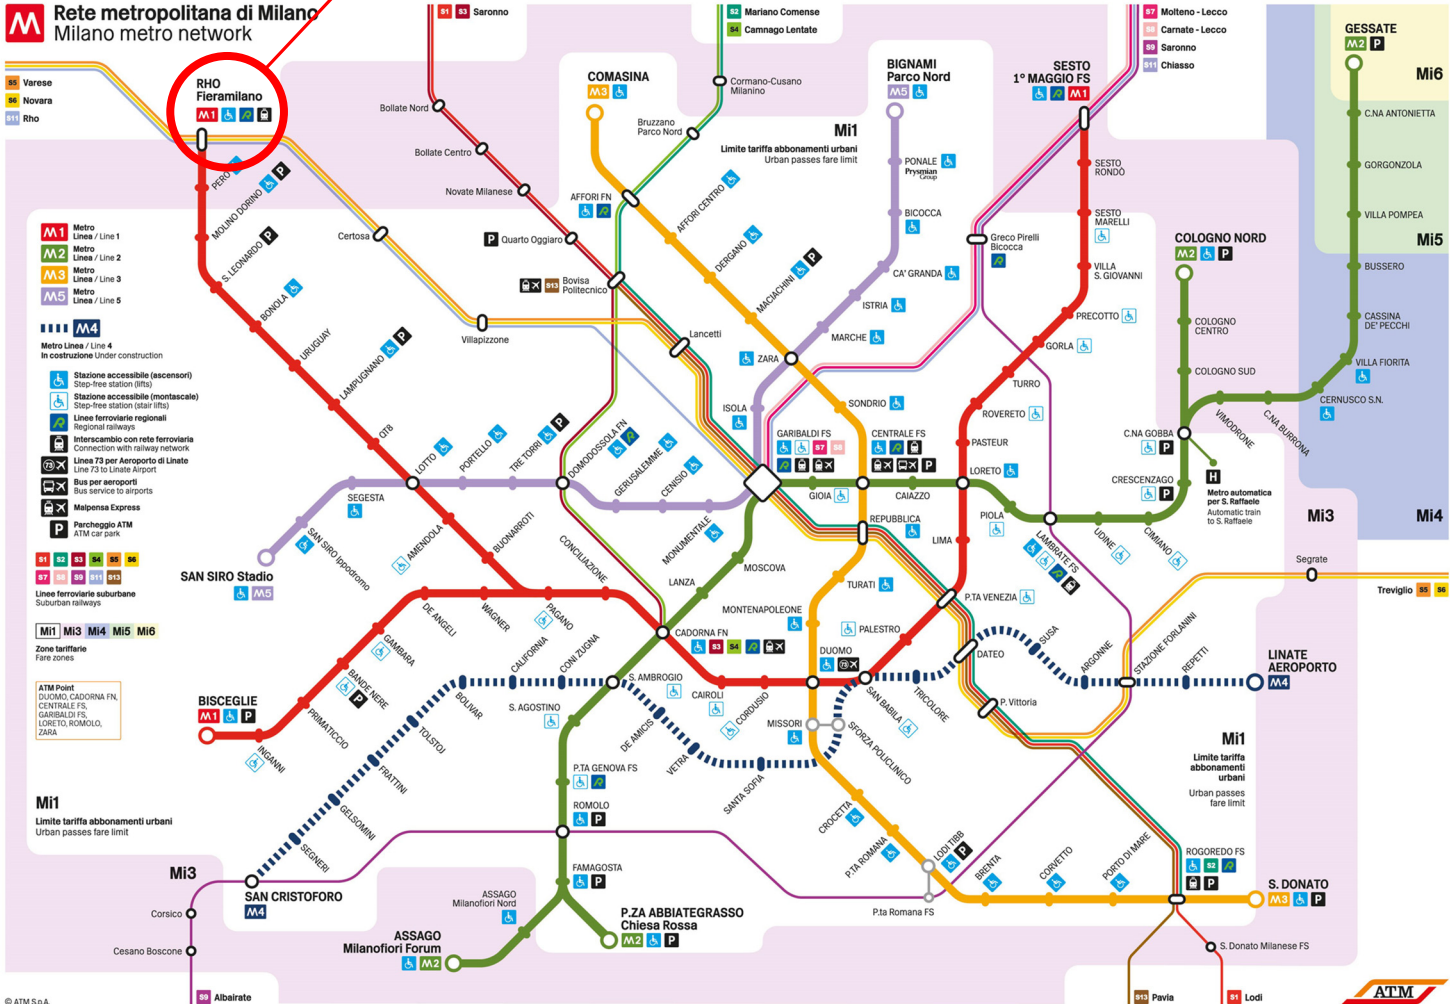 Rete metropolitana di Milano
Milano metro network
S1 S3 Saronno
S2 Mariano Comense
S4 Camnago Lentate
S7 Molteno - Lecco
S8 Carnate - Lecco
S9 Saronno
S11 Chiasso
S5 Varese
S6 Novara
S11 Rho
RHO
Fieramilano
M1 R
PERO
MOLINO DORINO P
S. LEONARDO P
BONOLA
URUGUAY
LAMPUGNANO P
QT8
LOTTO
AMENDOLA
BUONARROTI
PAGANO
CONCILIAZIONE
WAGNER
DE ANGELI
GAMBARA
BANDE NERE
P
PRIMATICCIO
INGANNI
BISCEGLIE
M1 P
M1 Metro
Linea / Line 1
M2 Metro
Linea / Line 2
M3 Metro
Linea / Line 3
M5 Metro
Linea / Line 5
M4
Metro Linea / Line 4
In costruzione Under construction
Stazione accessibile (ascensori)
Step-free station (lifts)
Stazione accessibile (montascale)
Step-free station (stair lifts)
R Linee ferroviarie regionali
Regional railways
Interscambio con rete ferroviaria
Connection with railway network
73 Linea 73 per Aeroporto di Linate
Line 73 to Linate Airport
Bus per aeroporti
Bus service to airports
Malpensa Express
P Parcheggio ATM
ATM car park
S1 S2 S3 S4 S5 S6
S7 S8 S9 S11 S13
Linee ferroviarie suburbane
Suburban railways
Mi1 Mi3 Mi4 Mi5 Mi6
Zone tariffarie
Fare zones
ATM Point
DUOMO, CADORNA FN,
CENTRALE FS,
GARIBALDI FS,
LORETO, ROMOLO,
ZARA
Mi1
Limite tariffa abbonamenti urbani
Urban passes fare limit
Mi3
Bollate Nord
Bollate Centro
Novate Milanese
P Quarto Oggiaro
S13 Bovisa
Politecnico
Certosa
Villapizzone
Lancetti
Cormano-Cusano
Milanino
Bruzzano
Parco Nord
COMASINA
M3
AFFORI FN
R
AFFORI CENTRO
DERGANO
MACIACHINI P
ZARA
SONDRIO
Mi1
Limite tariffa abbonamenti urbani
Urban passes fare limit
BIGNAMI
Parco Nord
M5
PONALE
Prysmian
Group
BICOCCA
CA' GRANDA
ISTRIA
MARCHE
ISOLA
GARIBALDI FS
S7 S8
R
CENTRALE FS
R
P
GIOIA
CAIAZZO
LORETO
PIOLA
LAMBRATE FS
R
UDINE
CIMIANO
CRESCENZAGO
P
C.NA GOBBA
P
H
Metro automatica
per S. Raffaele
Automatic train
to S. Raffaele
COLOGNO SUD
COLOGNO
CENTRO
COLOGNO NORD
M2 P
VIMODRONE
C.NA BURRONA
CERNUSCO S.N.
VILLA FIORITA
CASSINA
DE' PECCHI
BUSSERO
VILLA POMPEA
GORGONZOLA
C.NA ANTONIETTA
GESSATE
M2 P
Mi6
Mi5
Mi4
Mi3
SESTO
1° MAGGIO FS
R M1
SESTO
RONDÒ
SESTO
MARELLI
VILLA
S. GIOVANNI
PRECOTTO
GORLA
TURRO
ROVERETO
PASTEUR
LIMA
Greco Pirelli
Bicocca
R
SAN SIRO Stadio
M5
SAN SIRO Ippodromo
SEGESTA
PORTELLO
TRE TORRI P
DOMODOSSOLA FN
R
GERUSALEMME
CENISIO
MONUMENTALE
MOSCOVA
LANZA
CADORNA FN
S3 S4 R
CAIROLI
CORDUSIO
DUOMO
73
SAN BABILA
PALESTRO
P.TA VENEZIA
REPUBBLICA
TURATI
MONTENAPOLEONE
MISSORI
CROCETTA
P.TA ROMANA
LODI TIBB
P
P.ta Romana FS
BRENTA
CORVETTO
PORTO DI MARE
ROGOREDO FS
S2 R
P
S. DONATO
M3 P
S. Donato Milanese FS
S13 Pavia
S1 Lodi
S. AMBROGIO
S. AGOSTINO
P.TA GENOVA FS
R
ROMOLO
P
FAMAGOSTA
P
ASSAGO
Milanofiori Nord
ASSAGO
Milanofiori Forum
M2
P.ZA ABBIATEGRASSO
Chiesa Rossa
M2 P
SAN CRISTOFORO
M4
SEGNERI
GELSOMINI
FRATTINI
TOLSTOJ
BOLIVAR
CALIFORNIA
CONI ZUGNA
DE AMICIS
VETRA
SANTA SOFIA
SFORZA POLICLINICO
TRICOLORE
DATEO
SUSA
ARGONNE
STAZIONE FORLANINI
REPETTI
LINATE
AEROPORTO
M4
P. Vittoria
Segrate
Treviglio S5 S6
Mi1
Limite tariffa
abbonamenti
urbani
Urban passes
fare limit
Corsico
Cesano Boscone
S9 Albairate
© ATM S.p.A.
ATM